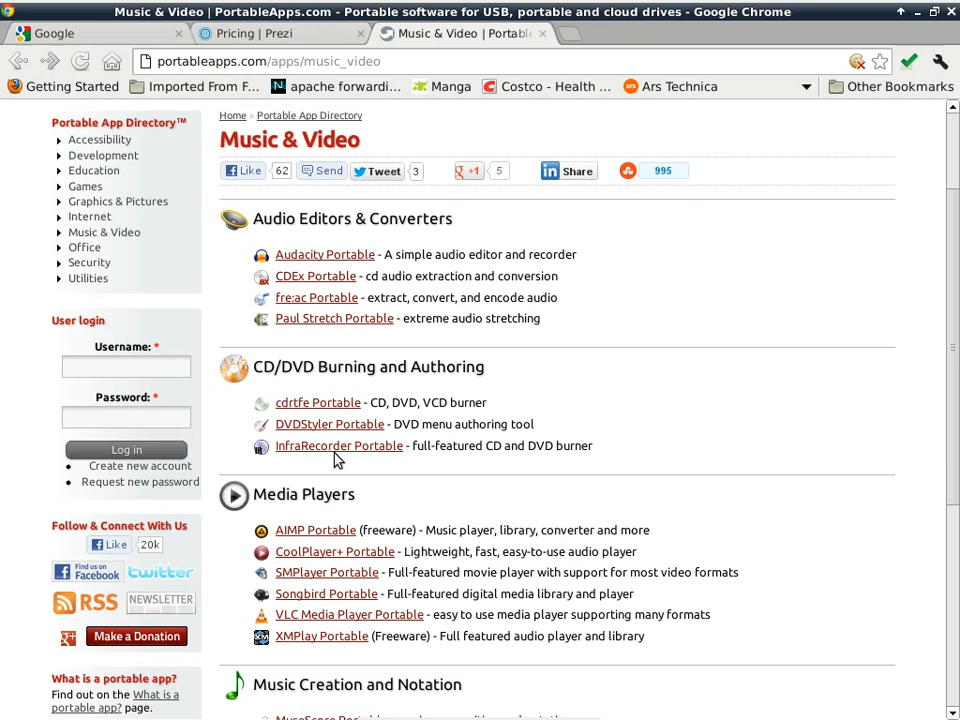 Music & Video | PortableApps.com - Portable software for USB, portable and cloud drives - Google Chrome
Google
Pricing | Prezi
Music & Video | Portabl
portableapps.com/apps/music_video
Getting Started
Imported From F...
apache forwardi...
Manga
Costco - Health ...
Ars Technica
Other Bookmarks
Portable App Directory™
Accessibility
Development
Education
Games
Graphics & Pictures
Internet
Music & Video
Office
Security
Utilities
User login
Username: *
Password: *
Log in
Create new account
Request new password
Follow & Connect With Us
Like 20k
Find us on Facebook
twitter
RSS
NEWSLETTER
g+
Make a Donation
What is a portable app?
Find out on the What is a
portable app? page.
Home » Portable App Directory
Music & Video
Like 62 Send Tweet 3 +1 5 Share 995
Audio Editors & Converters
Audacity Portable - A simple audio editor and recorder
CDEx Portable - cd audio extraction and conversion
fre:ac Portable - extract, convert, and encode audio
Paul Stretch Portable - extreme audio stretching
CD/DVD Burning and Authoring
cdrtfe Portable - CD, DVD, VCD burner
DVDStyler Portable - DVD menu authoring tool
InfraRecorder Portable - full-featured CD and DVD burner
Media Players
AIMP Portable (freeware) - Music player, library, converter and more
CoolPlayer+ Portable - Lightweight, fast, easy-to-use audio player
SMPlayer Portable - Full-featured movie player with support for most video formats
Songbird Portable - Full-featured digital media library and player
VLC Media Player Portable - easy to use media player supporting many formats
XMPlay Portable (Freeware) - Full featured audio player and library
Music Creation and Notation